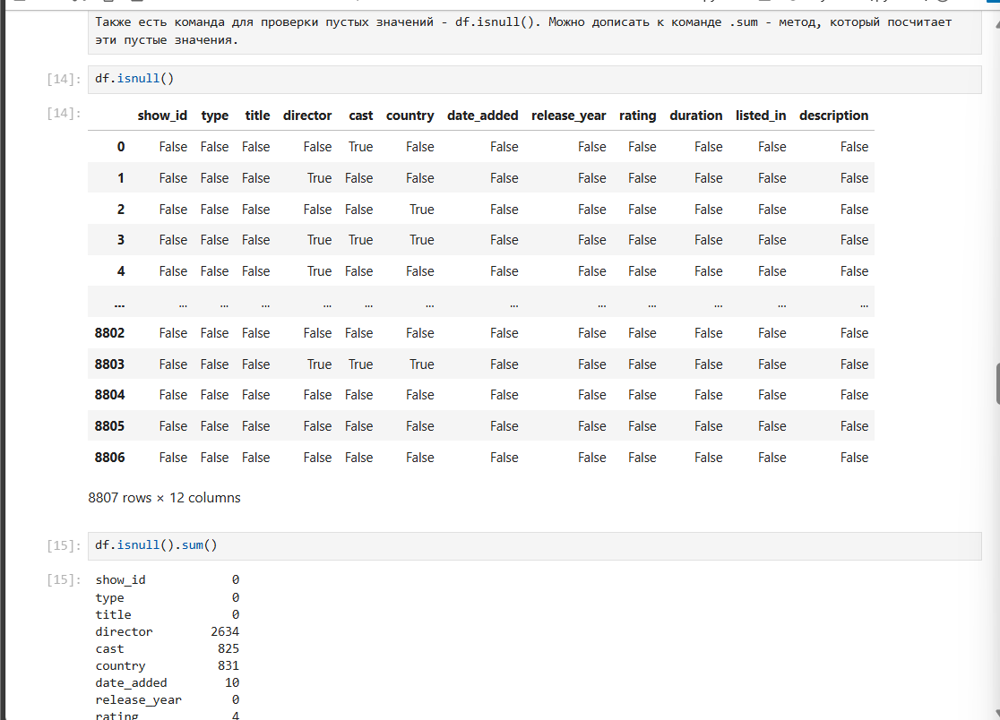 Также есть команда для проверки пустых значений - df.isnull(). Можно дописать к команде .sum - метод, который посчитает
эти пустые значения.
[14]: df.isnull()
[14]:
show_id type title director cast country date_added release_year rating duration listed_in description
0 False False False False True False False False False False False False
1 False False False True False False False False False False False False
2 False False False False False True False False False False False False
3 False False False True True True False False False False False False
4 False False False True False False False False False False False False
... ... ... ... ... ... ... ... ... ... ... ... ...
8802 False False False False False False False False False False False False
8803 False False False True True True False False False False False False
8804 False False False False False False False False False False False False
8805 False False False False False False False False False False False False
8806 False False False False False False False False False False False False
8807 rows × 12 columns
[15]: df.isnull().sum()
[15]: show_id 0
type 0
title 0
director 2634
cast 825
country 831
date_added 10
release_year 0
rating 4